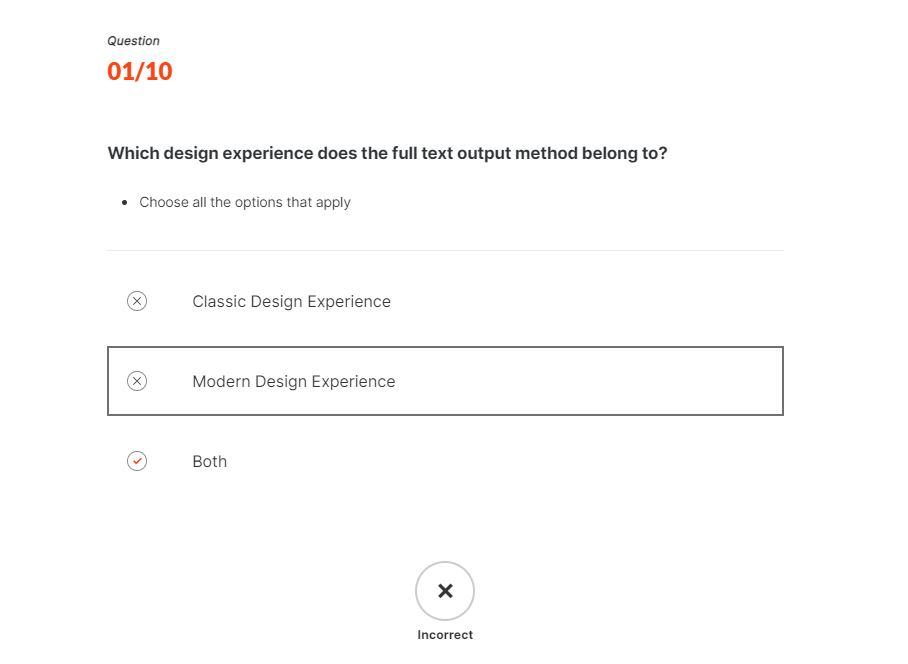 Question
01/10
Which design experience does the full text output method belong to?
Choose all the options that apply
Classic Design Experience
Modern Design Experience
Both
Incorrect